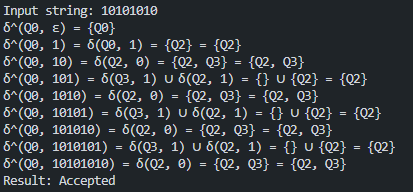 Input string: 10101010
δ^(Q0, ε) = {Q0}
δ^(Q0, 1) = δ(Q0, 1) = {Q2} = {Q2}
δ^(Q0, 10) = δ(Q2, 0) = {Q2, Q3} = {Q2, Q3}
δ^(Q0, 101) = δ(Q3, 1) ∪ δ(Q2, 1) = {} ∪ {Q2} = {Q2}
δ^(Q0, 1010) = δ(Q2, 0) = {Q2, Q3} = {Q2, Q3}
δ^(Q0, 10101) = δ(Q3, 1) ∪ δ(Q2, 1) = {} ∪ {Q2} = {Q2}
δ^(Q0, 101010) = δ(Q2, 0) = {Q2, Q3} = {Q2, Q3}
δ^(Q0, 1010101) = δ(Q3, 1) ∪ δ(Q2, 1) = {} ∪ {Q2} = {Q2}
δ^(Q0, 10101010) = δ(Q2, 0) = {Q2, Q3} = {Q2, Q3}
Result: Accepted